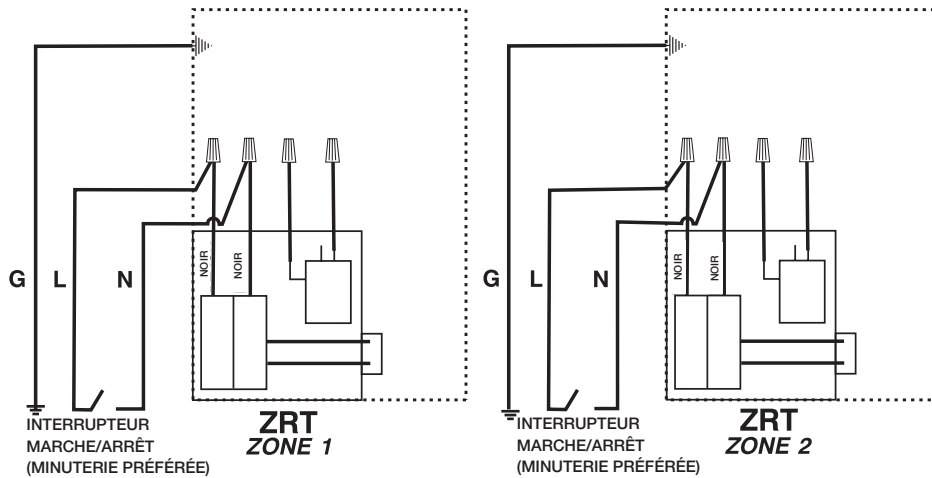 NOIR
NOIR
G
L
N
INTERRUPTEUR
MARCHE/ARRÊT
(MINUTERIE PRÉFÉRÉE)
ZRT
ZONE 1
NOIR
NOIR
G
L
N
INTERRUPTEUR
MARCHE/ARRÊT
(MINUTERIE PRÉFÉRÉE)
ZRT
ZONE 2